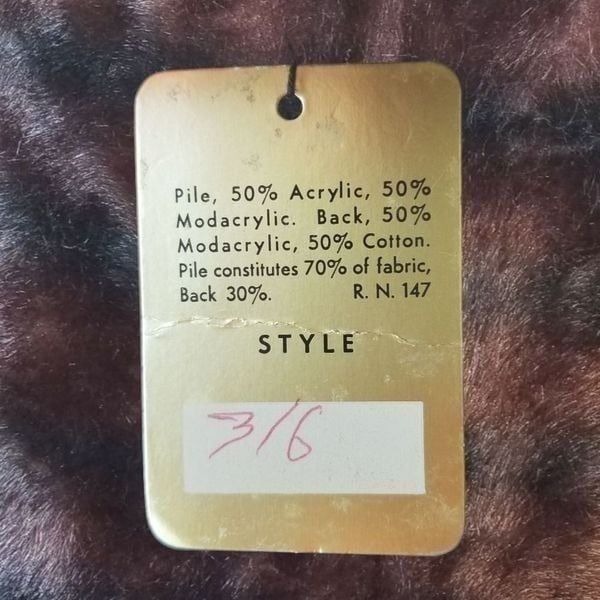 Pile, 50% Acrylic, 50%
Modacrylic. Back, 50%
Modacrylic, 50% Cotton.
Pile constitutes 70% of fabric,
Back 30%. R. N. 147
STYLE
316